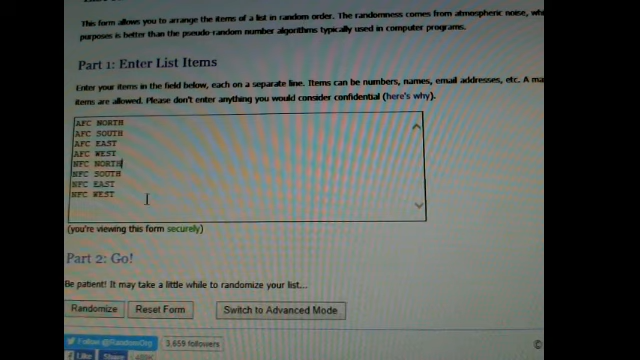 This form allows you to arrange the items of a list in random order. The randomness comes from atmospheric noise,
purposes is better than the pseudo-random number algorithms typically used in computer programs.
Part 1: Enter List Items
Enter your items in the field below, each on a separate line. Items can be numbers, names, email addresses, etc. A
items are allowed. Please don't enter anything you would consider confidential (here's why).
AFC NORTH
AFC SOUTH
AFC EAST
AFC WEST
NFC NORTH
NFC SOUTH
NFC EAST
NFC WEST
(you're viewing this form securely)
Part 2: Go!
Be patient! It may take a little while to randomize your list...
Randomize Reset Form Switch to Advanced Mode
Follow @RandomOrg 3,659 followers
©
Like Share